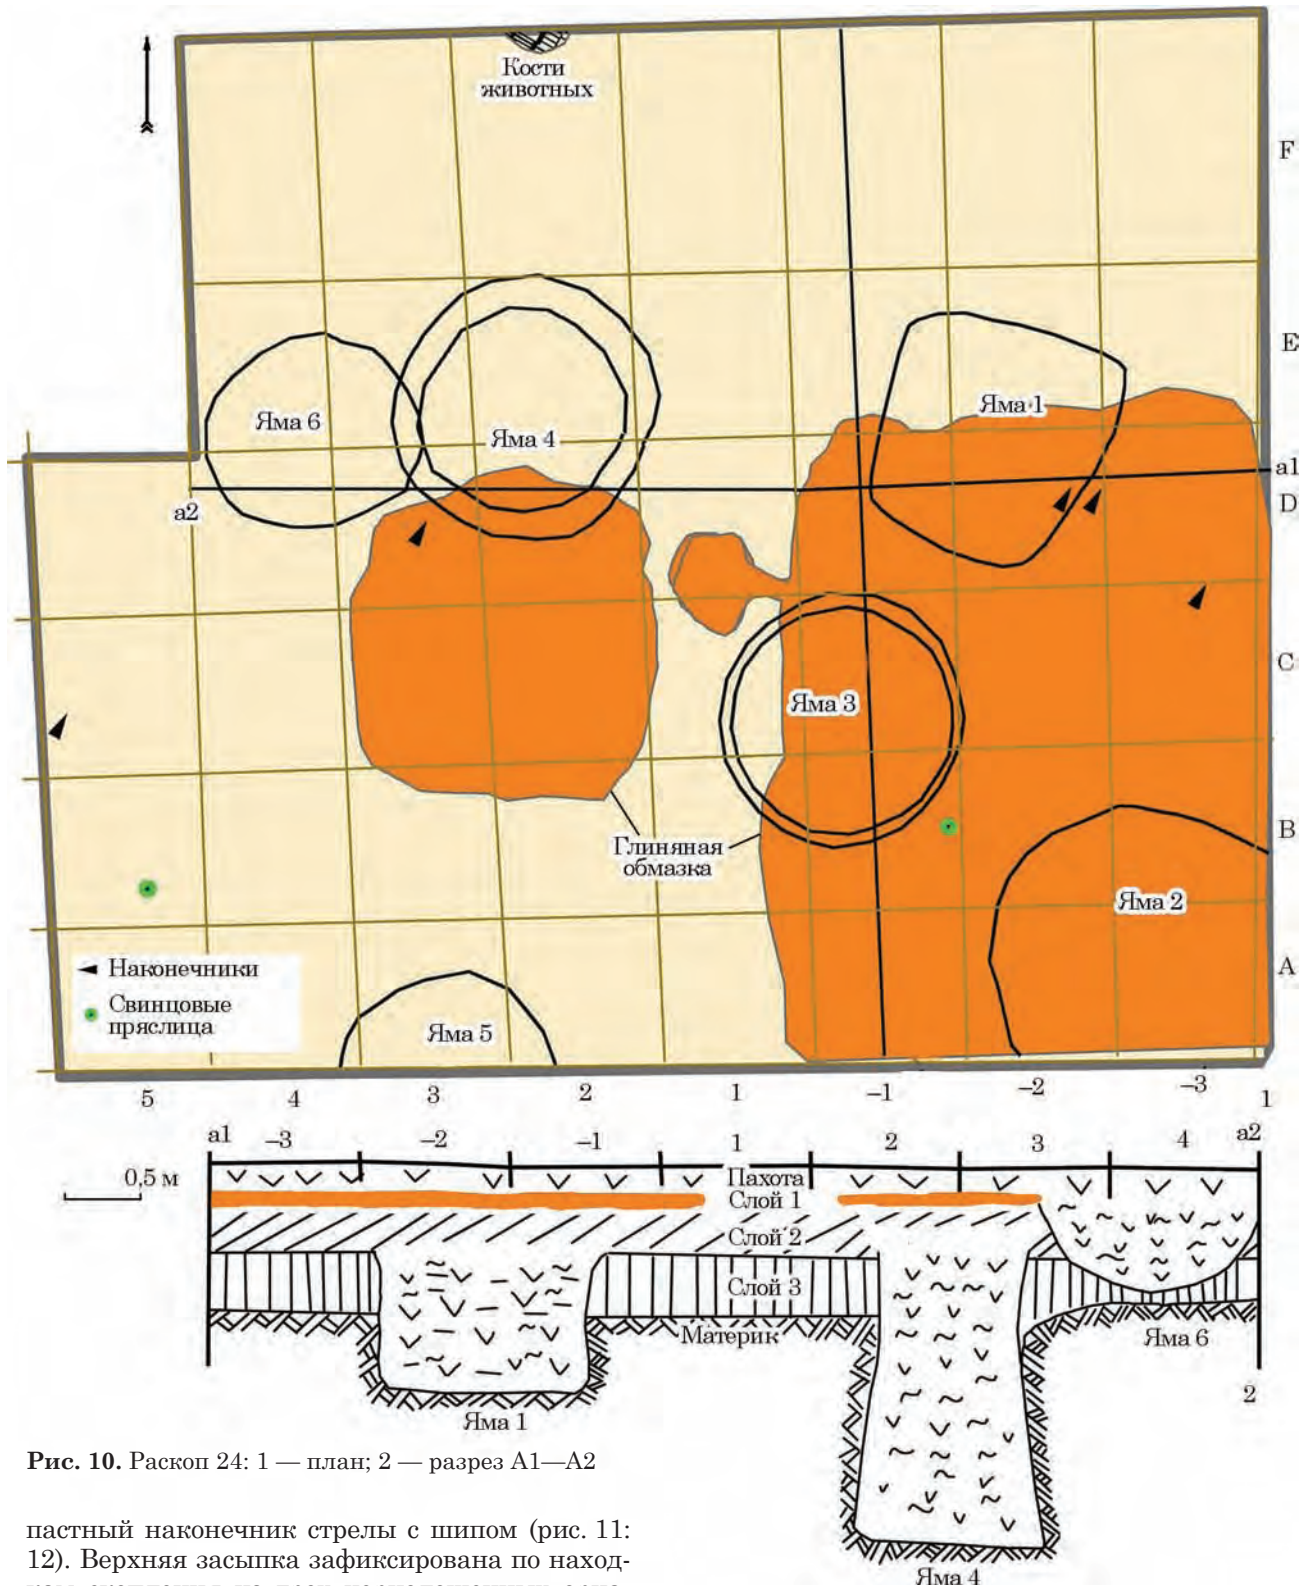 Кости
животных
F
E
Яма 1
Яма 6
Яма 4
a1
D
a2
C
Яма 3
B
Глиняная
обмазка
Яма 2
Наконечники
A
Свинцовые
пряслица
Яма 5
5 4 3 2 1 –1 –2 –3 1
a1 –3 –2 –1 1 2 3 4 a2
0,5 м
Пахота
Слой 1
Слой 2
Слой 3
Материк
Яма 6
2
Яма 1
Рис. 10. Раскоп 24: 1 — план; 2 — разрез А1—А2
пастный наконечник стрелы с шипом (рис. 11:
12). Верхняя засыпка зафиксирована по наход-
Яма 4